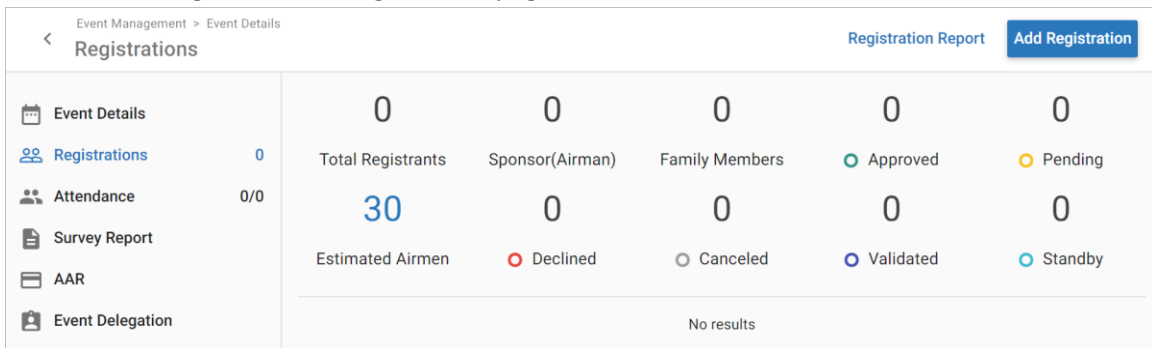 Event Management > Event Details
Registrations
Registration Report
Add Registration
Event Details
Registrations 0
Attendance 0/0
Survey Report
AAR
Event Delegation
0 0 0 0 0
Total Registrants Sponsor(Airman) Family Members Approved Pending
30 0 0 0 0
Estimated Airmen Declined Canceled Validated Standby
No results